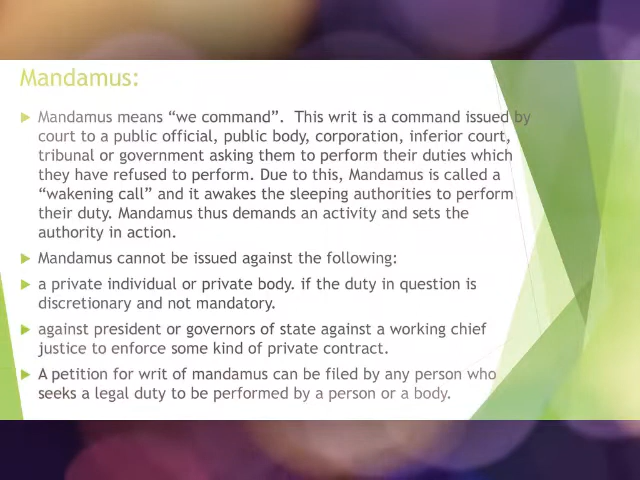 Mandamus:
Mandamus means “we command”. This writ is a command issued by
court to a public official, public body, corporation, inferior court,
tribunal or government asking them to perform their duties which
they have refused to perform. Due to this, Mandamus is called a
“wakening call” and it awakes the sleeping authorities to perform
their duty. Mandamus thus demands an activity and sets the
authority in action.
Mandamus cannot be issued against the following:
a private individual or private body. if the duty in question is
discretionary and not mandatory.
against president or governors of state against a working chief
justice to enforce some kind of private contract.
A petition for writ of mandamus can be filed by any person who
seeks a legal duty to be performed by a person or a body.